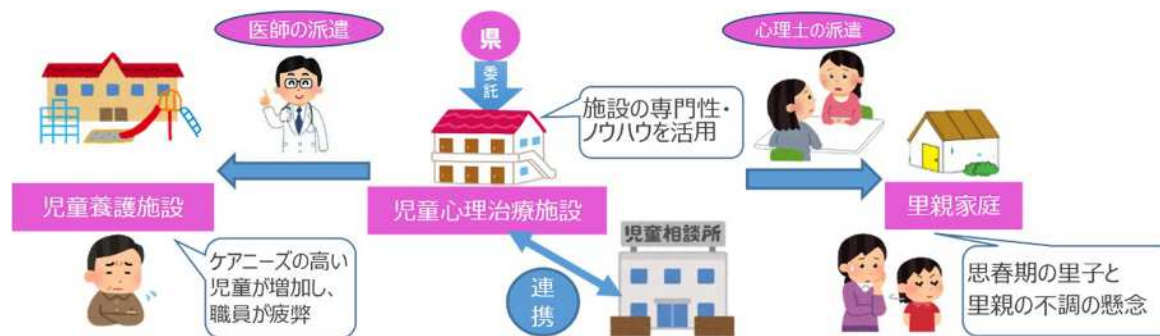 医師の派遣
県
委託
心理士の派遣
施設の専門性・
ノウハウを活用
児童養護施設
児童心理治療施設
里親家庭
児童相談所
ケアニーズの高い
児童が増加し、
職員が疲弊
連携
思春期の里子と
里親の不調の懸念